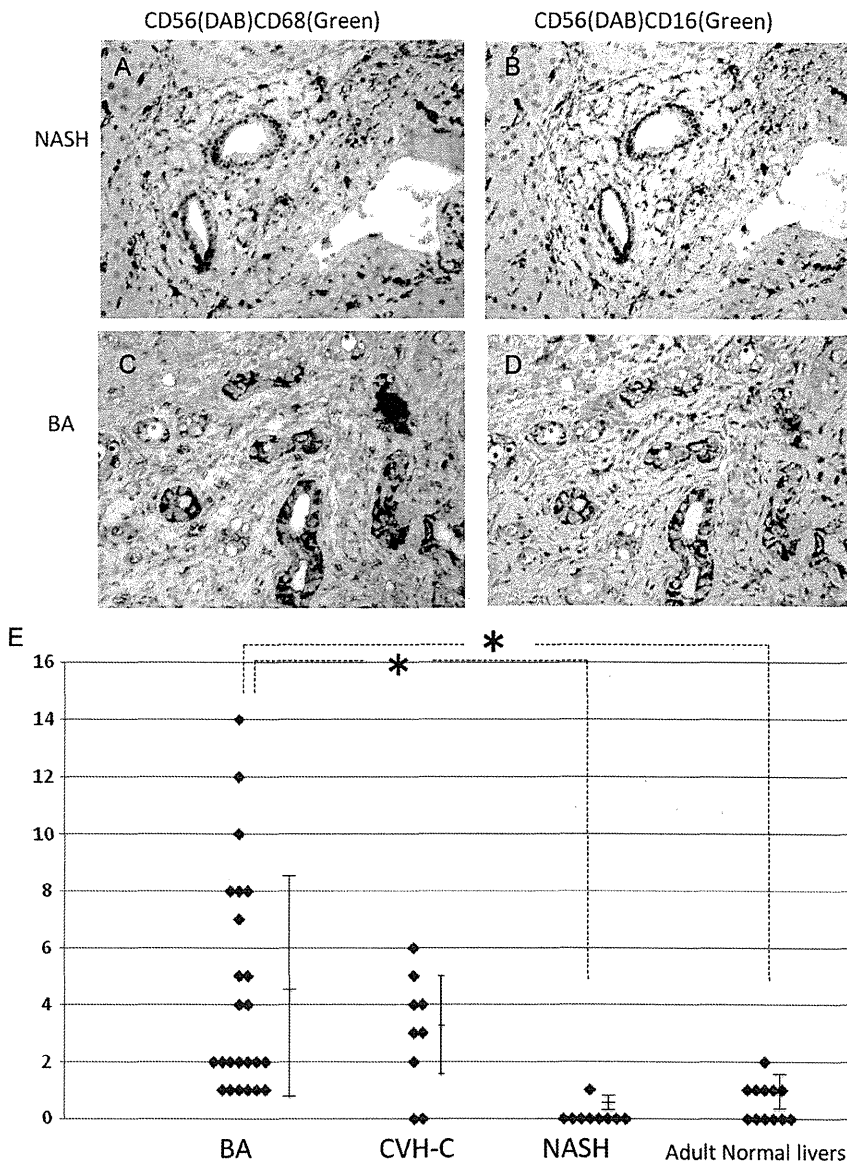 CD56(DAB)CD68(Green) CD56(DAB)CD16(Green)
NASH
A
B
BA
C
D
E
*
*
16
14
12
10
8
6
4
2
0
BA CVH-C NASH Adult Normal livers